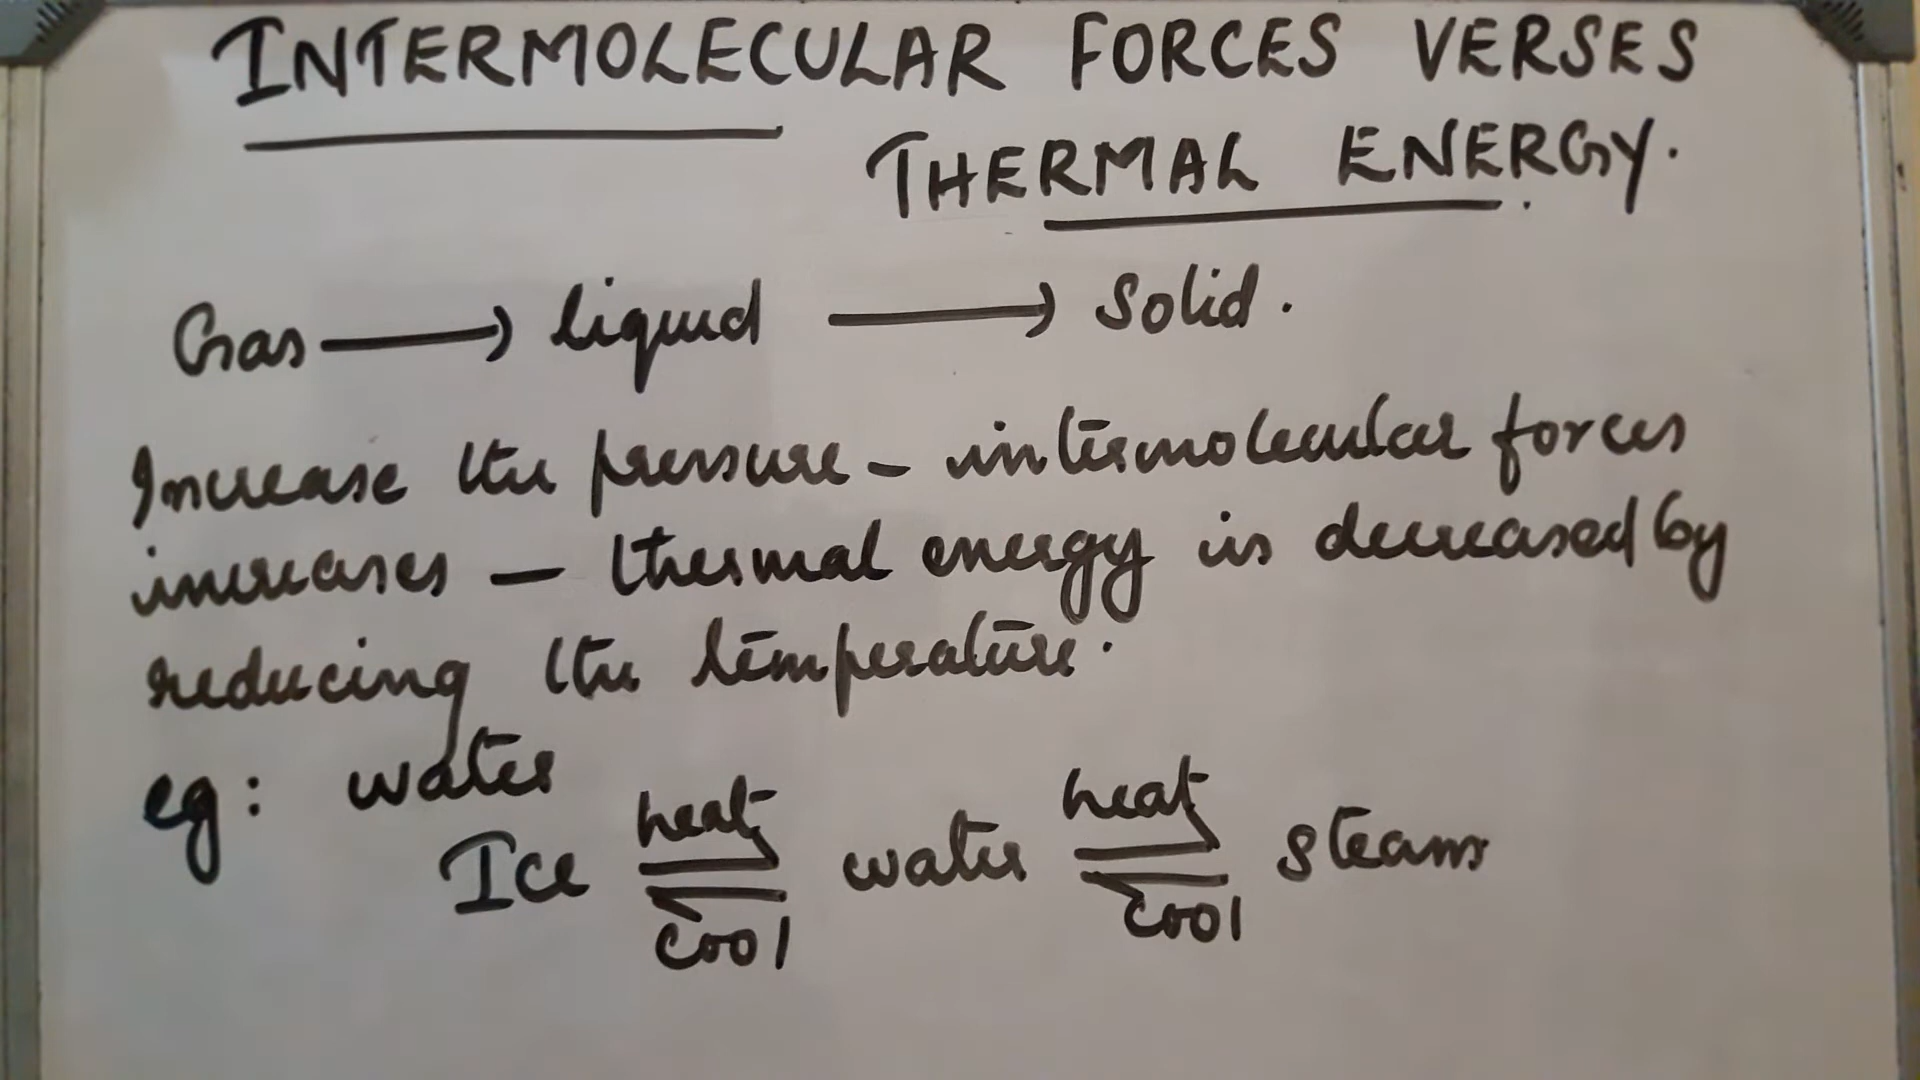 INTERMOLECULAR FORCES VERSES
THERMAL ENERGY.
Gas → liquid → solid.
Increase the pressure - intermolecular forces
increases - thermal energy is decreased by
reducing the temperature.
eg: water
Ice heat ⇌ cool water heat ⇌ cool steam